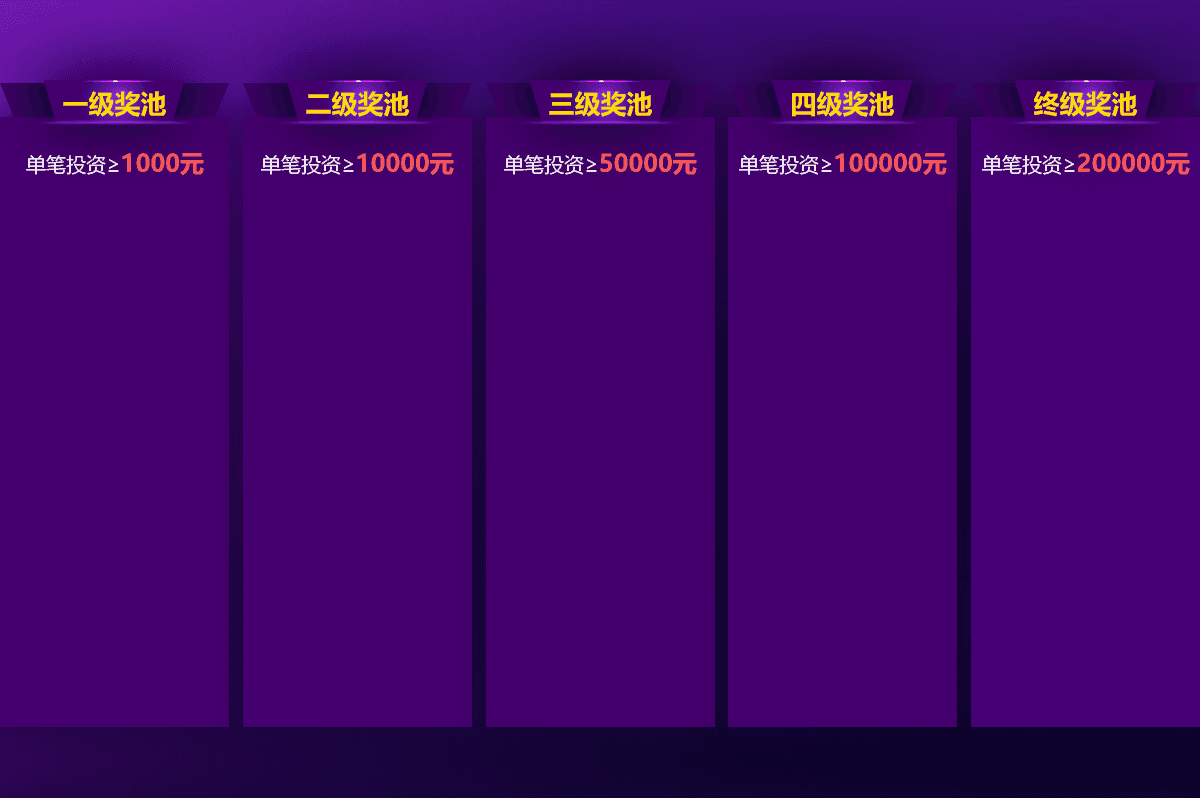 一级奖池
单笔投资≥1000元
二级奖池
单笔投资≥10000元
三级奖池
单笔投资≥50000元
四级奖池
单笔投资≥100000元
终级奖池
单笔投资≥200000元